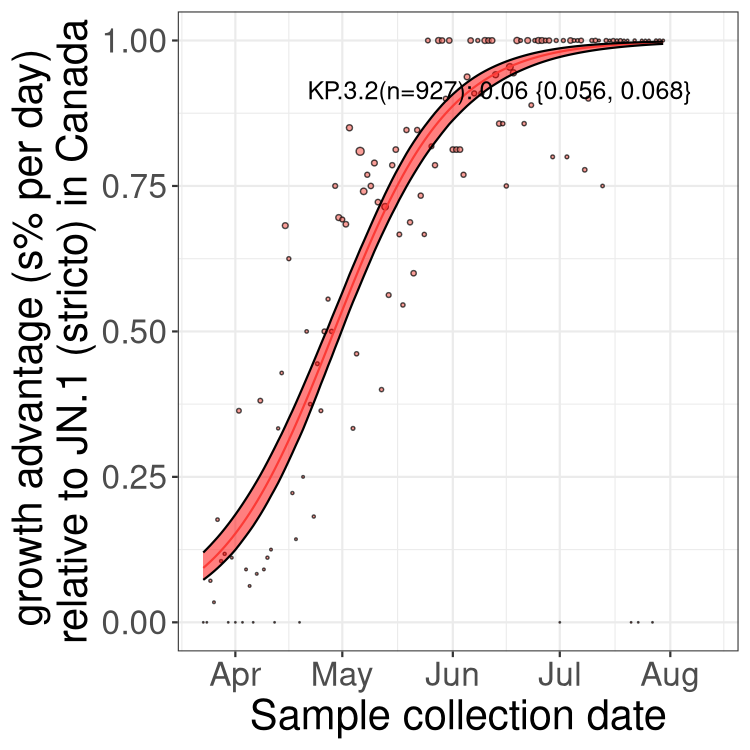 growth advantage (s% per day)
relative to JN.1 (stricto) in Canada
1.00
0.75
0.50
0.25
0.00
KP.3.2(n=927): 0.06 {0.056, 0.068}
Apr May Jun Jul Aug
Sample collection date